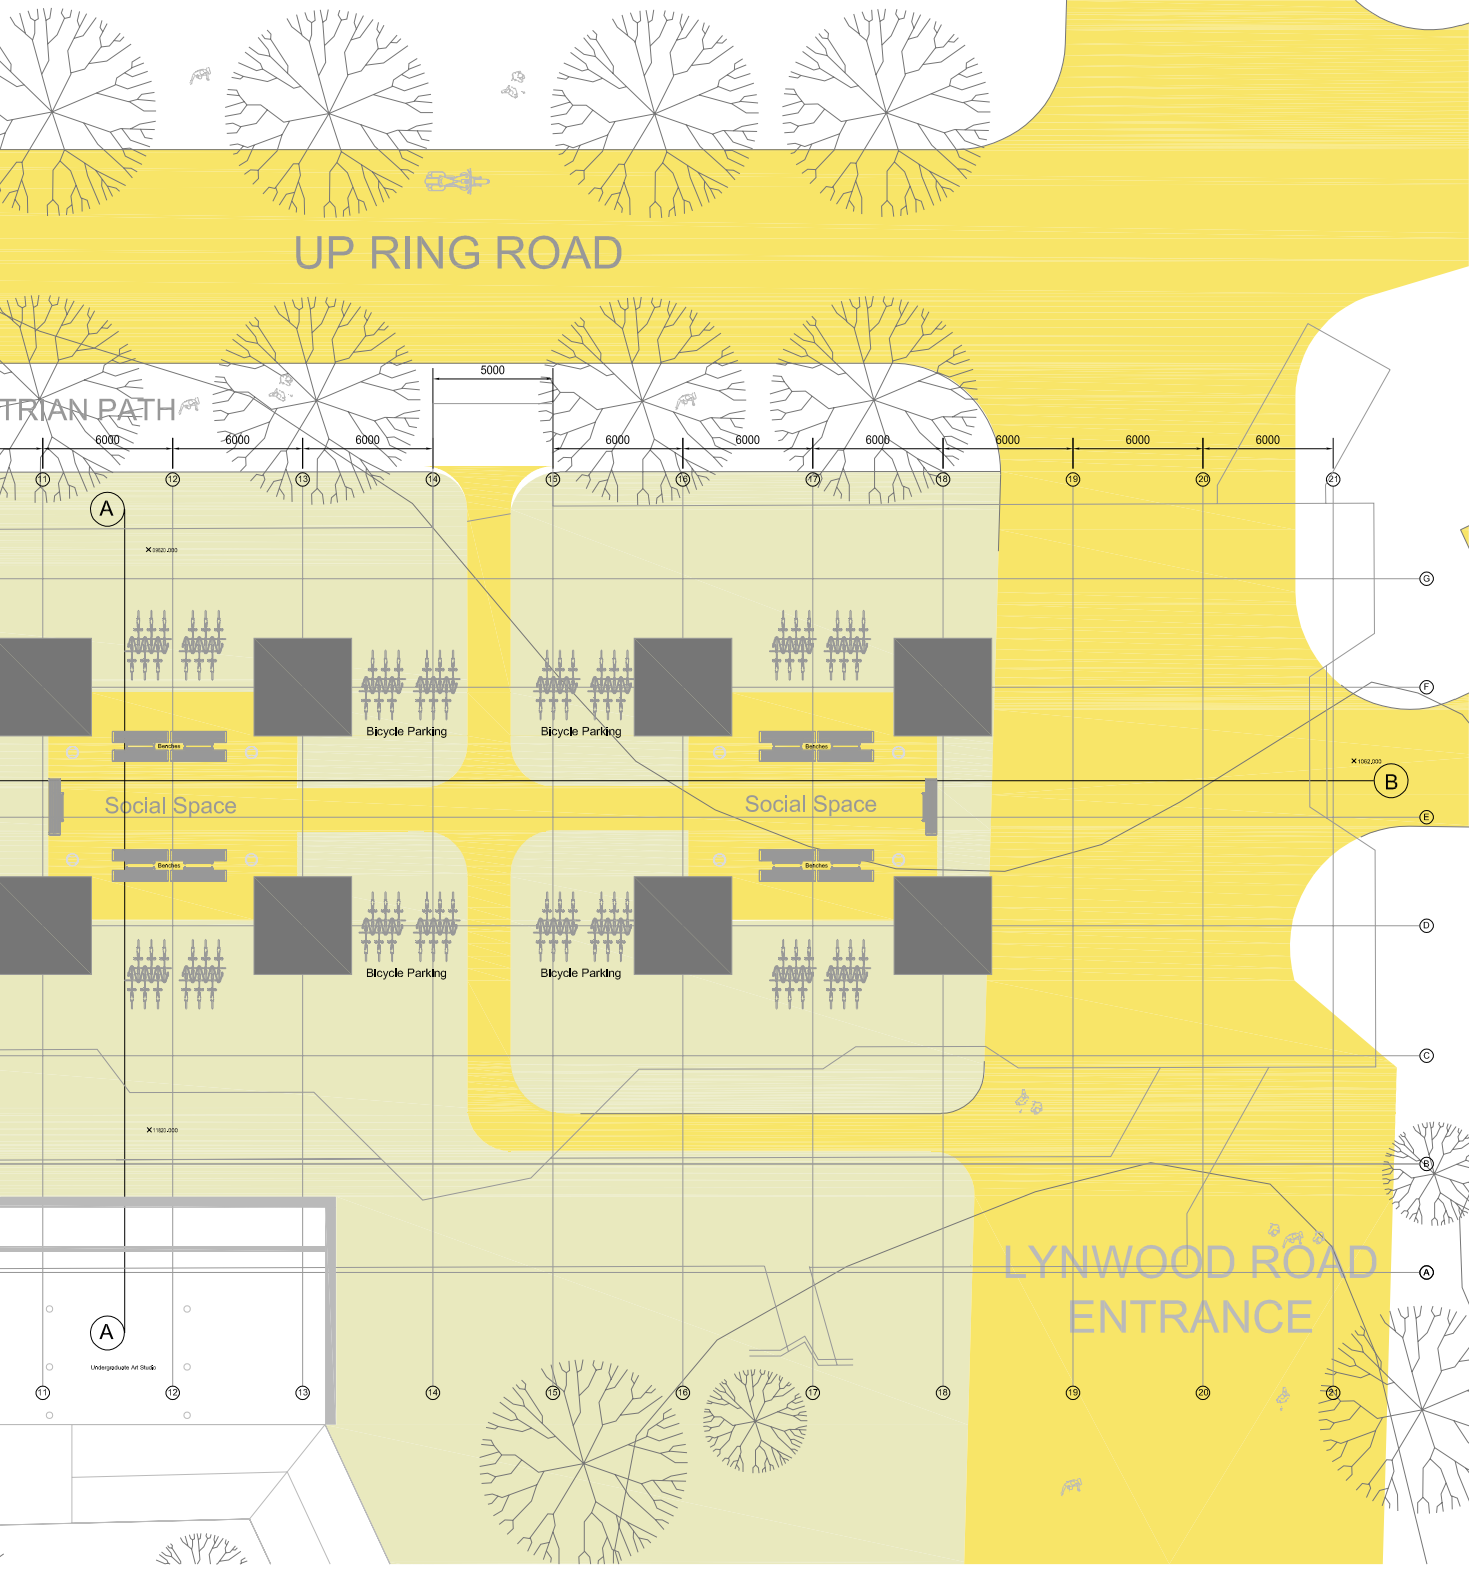 UP RING ROAD
5000
TRIAN PATH
6000 6000 6000 6000 6000 6000 6000 6000 6000
11 12 13 14 15 16 17 18 19 20 21
A
G
F
Bicycle Parking Bicycle Parking
Benches Benches
B
Social Space Social Space
E
Benches Benches
D
Bicycle Parking Bicycle Parking
C
B
LYNWOOD ROAD
A
ENTRANCE
A
Undergraduate Art Studio
11 12 13 14 15 16 17 18 19 20 21